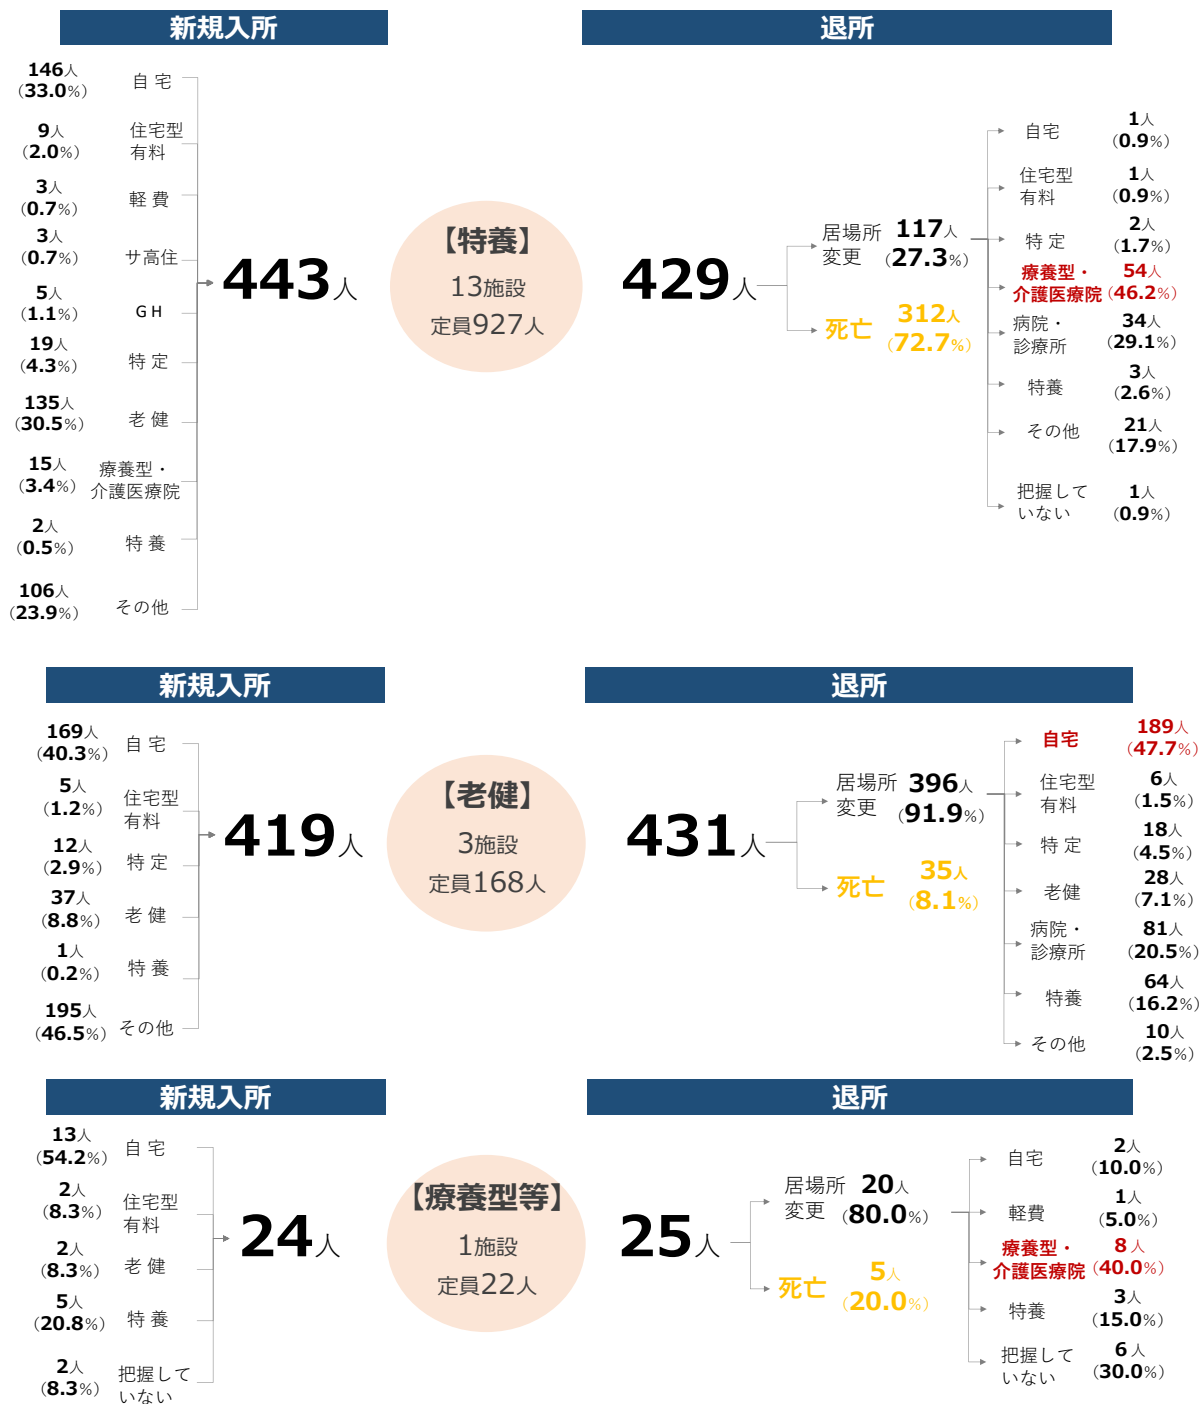 新規入所
退所
146人
(33.0%)
自 宅
9人
(2.0%)
住宅型
有料
3人
(0.7%)
軽 費
3人
(0.7%)
サ高住
5人
(1.1%)
G H
19人
(4.3%)
特 定
135人
(30.5%)
老 健
15人
(3.4%)
療養型・
介護医療院
2人
(0.5%)
特 養
106人
(23.9%)
その他
443人
【特養】
13施設
定員927人
429人
居場所
変更
117人
(27.3%)
死亡
312人
(72.7%)
自宅
1人
(0.9%)
住宅型
有料
1人
(0.9%)
特 定
2人
(1.7%)
療養型・
介護医療院
54人
(46.2%)
病院・
診療所
34人
(29.1%)
特養
3人
(2.6%)
その他
21人
(17.9%)
把握して
いない
1人
(0.9%)
新規入所
退所
169人
(40.3%)
自 宅
5人
(1.2%)
住宅型
有料
12人
(2.9%)
特 定
37人
(8.8%)
老 健
1人
(0.2%)
特 養
195人
(46.5%)
その他
419人
【老健】
3施設
定員168人
431人
居場所
変更
396人
(91.9%)
死亡
35人
(8.1%)
自宅
189人
(47.7%)
住宅型
有料
6人
(1.5%)
特 定
18人
(4.5%)
老健
28人
(7.1%)
病院・
診療所
81人
(20.5%)
特養
64人
(16.2%)
その他
10人
(2.5%)
新規入所
退所
13人
(54.2%)
自 宅
2人
(8.3%)
住宅型
有料
2人
(8.3%)
老 健
5人
(20.8%)
特 養
2人
(8.3%)
把握して
いない
24人
【療養型等】
1施設
定員22人
25人
居場所
変更
20人
(80.0%)
死亡
5人
(20.0%)
自宅
2人
(10.0%)
軽費
1人
(5.0%)
療養型・
介護医療院
8人
(40.0%)
特養
3人
(15.0%)
把握して
いない
6人
(30.0%)